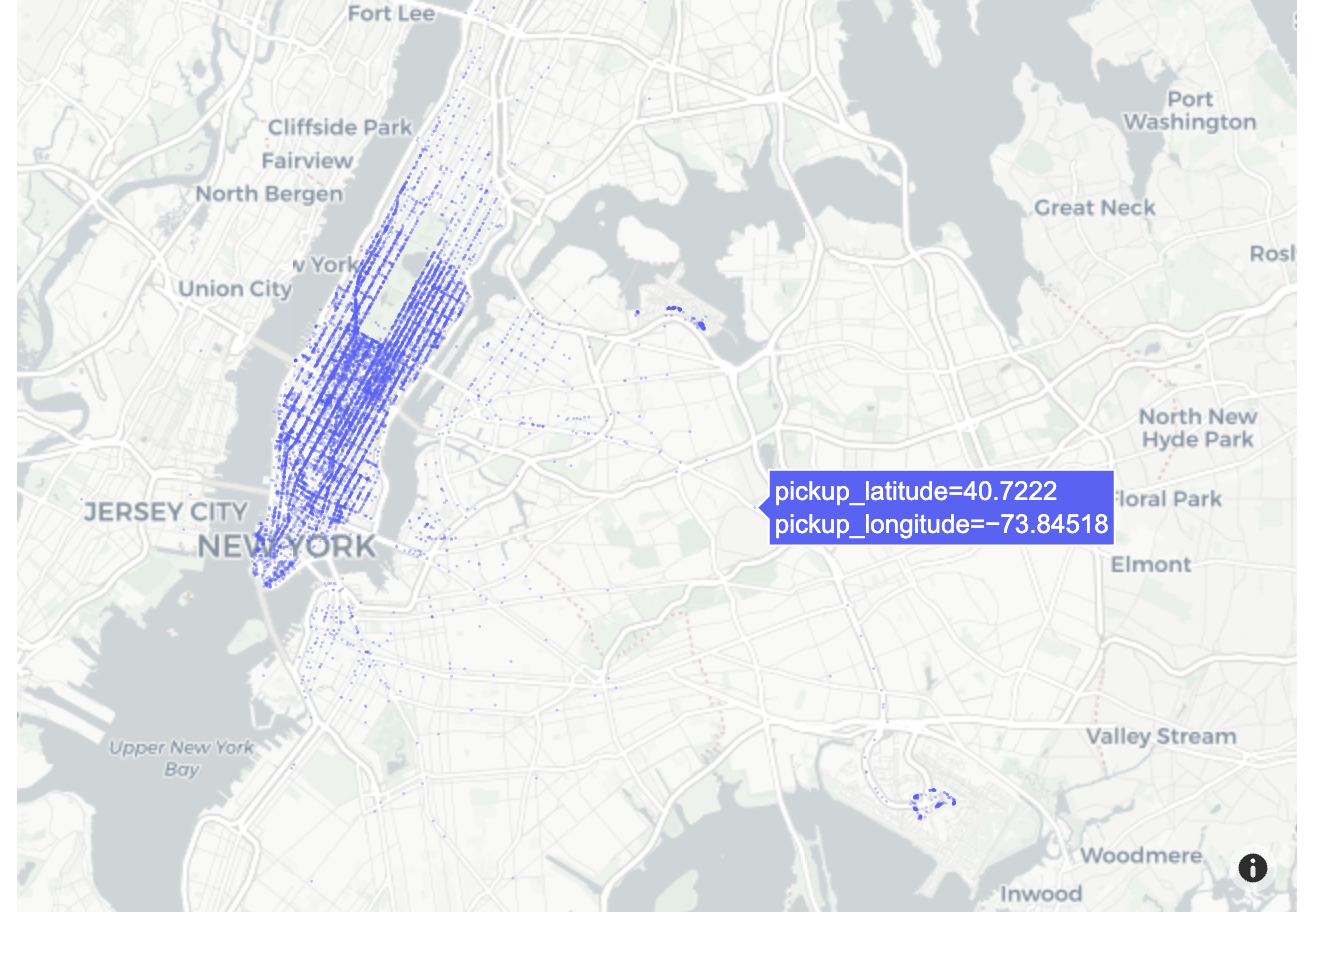 Fort Lee
Port
Washington
Cliffside Park
Fairview
North Bergen
Great Neck
w York
Union City
Rosl
North New
Hyde Park
pickup_latitude=40.7222
pickup_longitude=−73.84518
Floral Park
JERSEY CITY
NEW YORK
Elmont
Valley Stream
Upper New York
Bay
Woodmere
Inwood